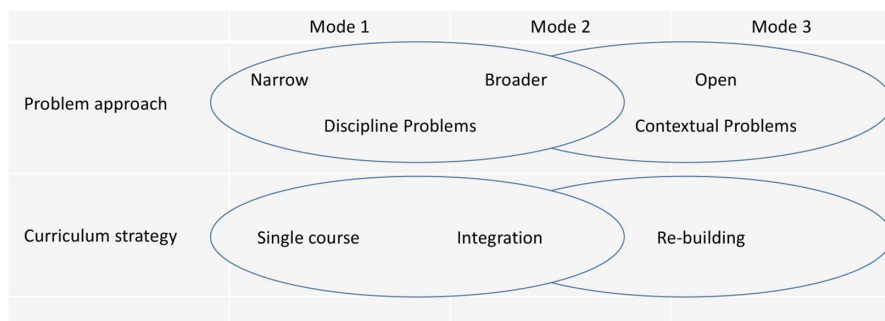 Mode 1 Mode 2 Mode 3
Narrow Broader Open
Problem approach
Discipline Problems Contextual Problems
Curriculum strategy Single course Integration Re-building